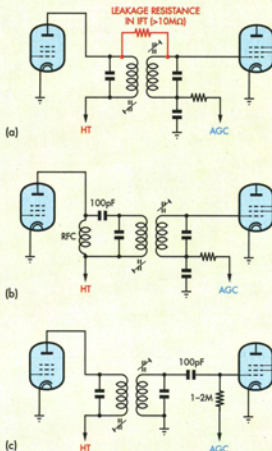 LEAKAGE RESISTANCE
IN IFT (>10MΩ)
HT
AGC
(a)
100pF
RFC
HT
AGC
(b)
100pF
1–2M
HT
AGC
(c)